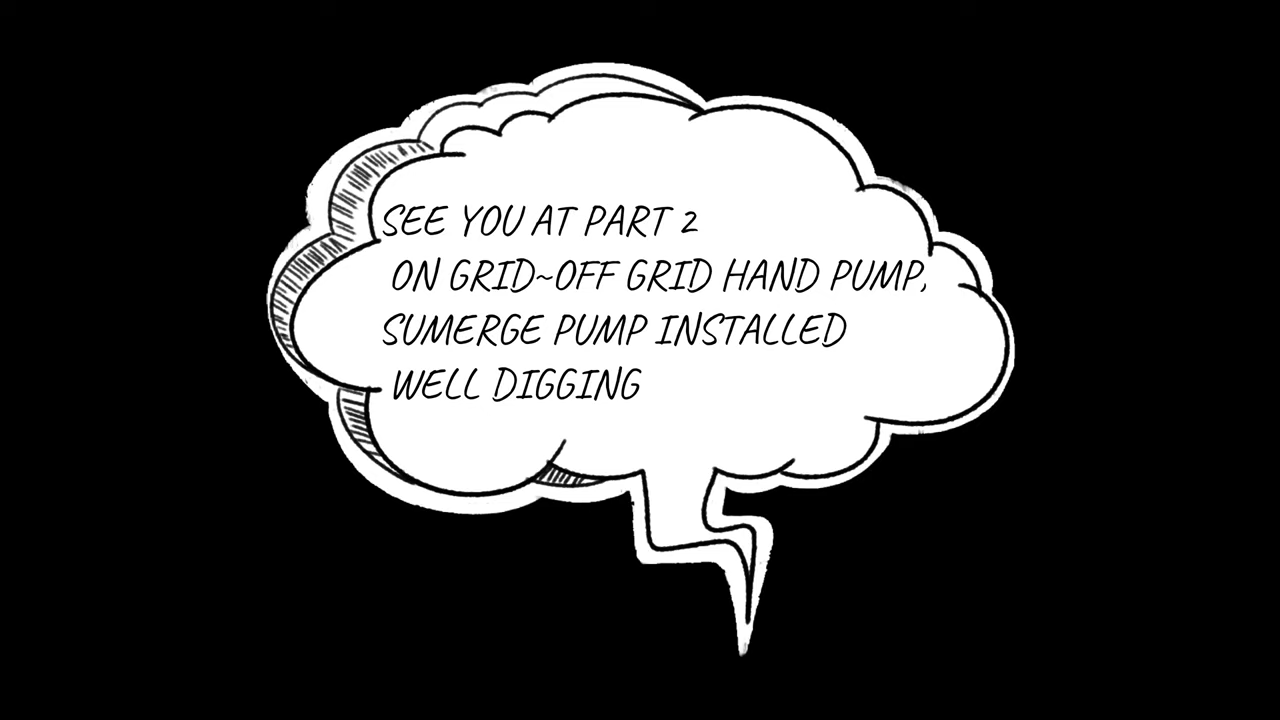 SEE YOU AT PART 2
ON GRID~OFF GRID HAND PUMP,
SUMERGE PUMP INSTALLED
WELL DIGGING